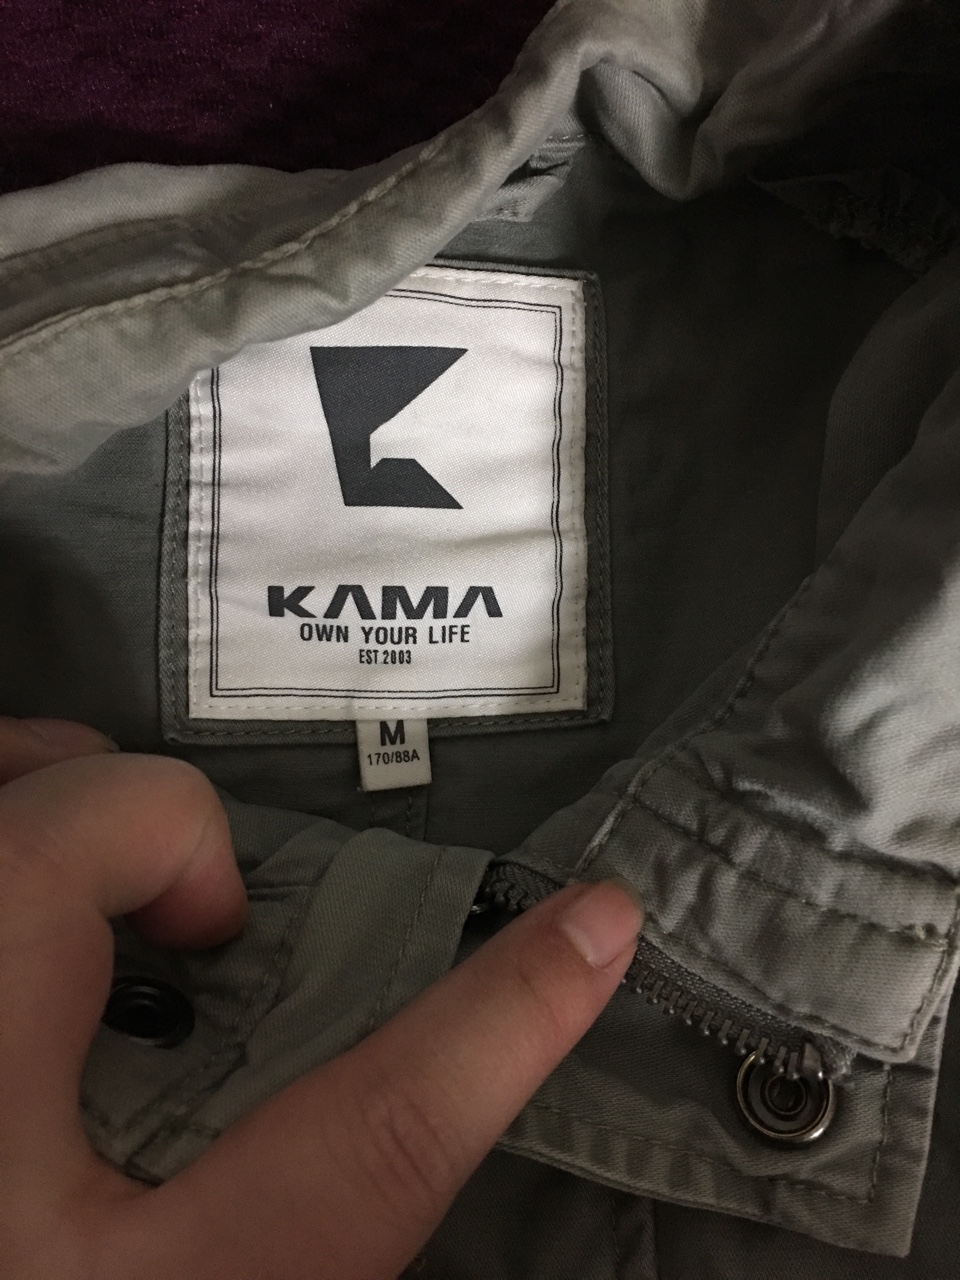 KAMA
OWN YOUR LIFE
EST.2003
M
170/88A